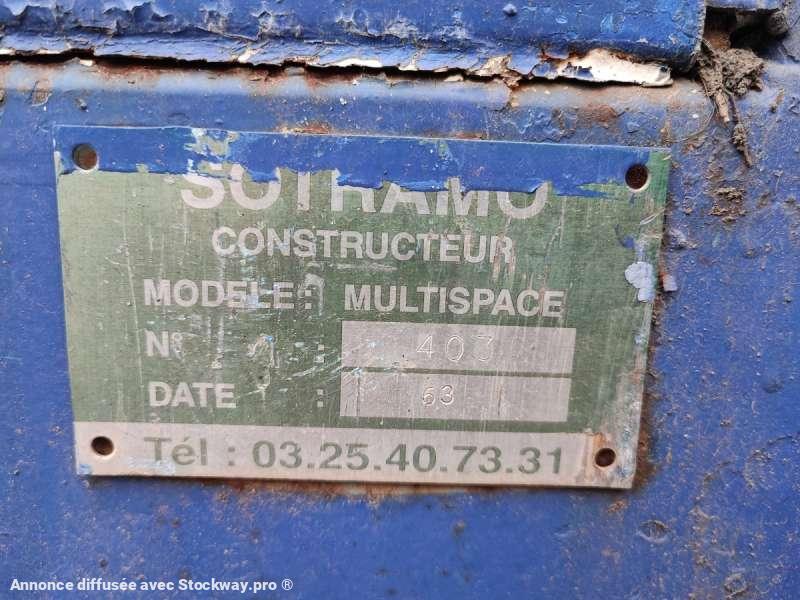 SOTRAMO
CONSTRUCTEUR
MODELE : MULTISPACE
N° : 403
DATE : 63
Tél : 03.25.40.73.31
Annonce diffusée avec Stockway.pro ®